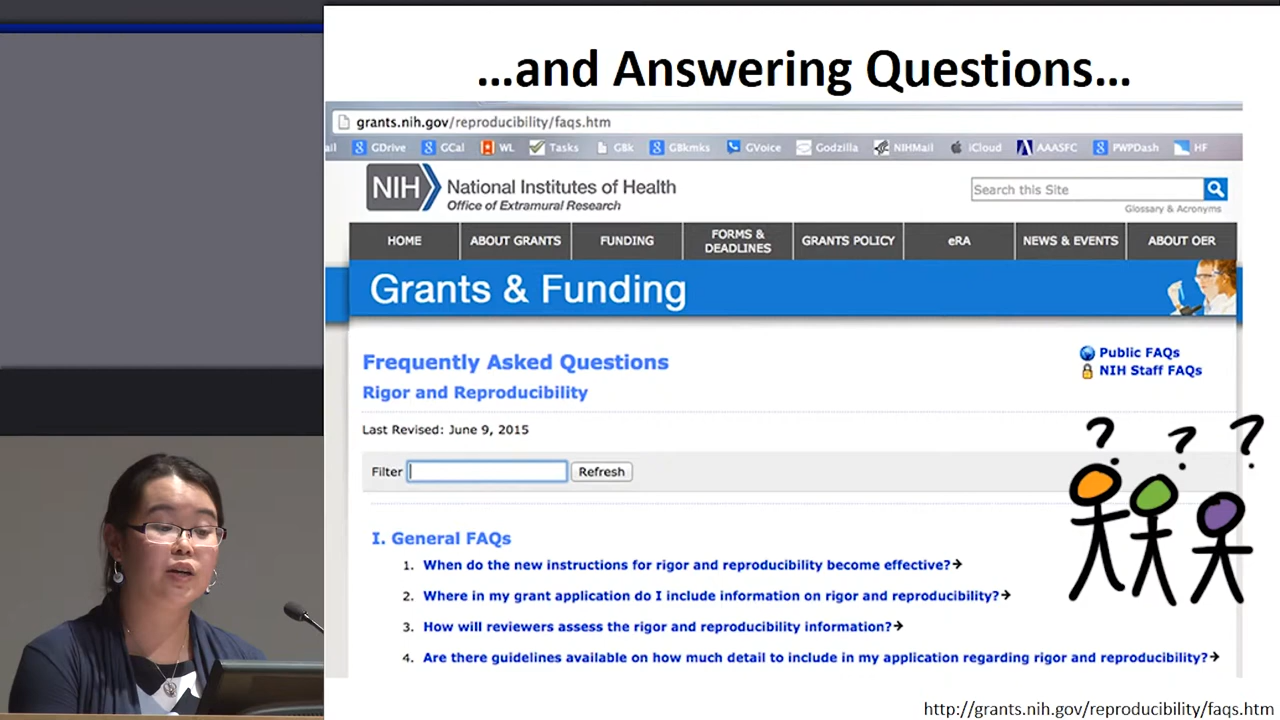 ...and Answering Questions...
grants.nih.gov/reproducibility/faqs.htm
ail GDrive GCal WL Tasks GBk GBkmks GVoice Godzilla NIHMail iCloud AAASFC PWPDash HF
NIH National Institutes of Health
Office of Extramural Research
Search this Site
Glossary & Acronyms
HOME ABOUT GRANTS FUNDING FORMS & DEADLINES GRANTS POLICY eRA NEWS & EVENTS ABOUT OER
Grants & Funding
Frequently Asked Questions
Public FAQs
NIH Staff FAQs
Rigor and Reproducibility
Last Revised: June 9, 2015
Filter Refresh
? ? ?
I. General FAQs
1. When do the new instructions for rigor and reproducibility become effective?→
2. Where in my grant application do I include information on rigor and reproducibility?→
3. How will reviewers assess the rigor and reproducibility information?→
4. Are there guidelines available on how much detail to include in my application regarding rigor and reproducibility?→
http://grants.nih.gov/reproducibility/faqs.htm